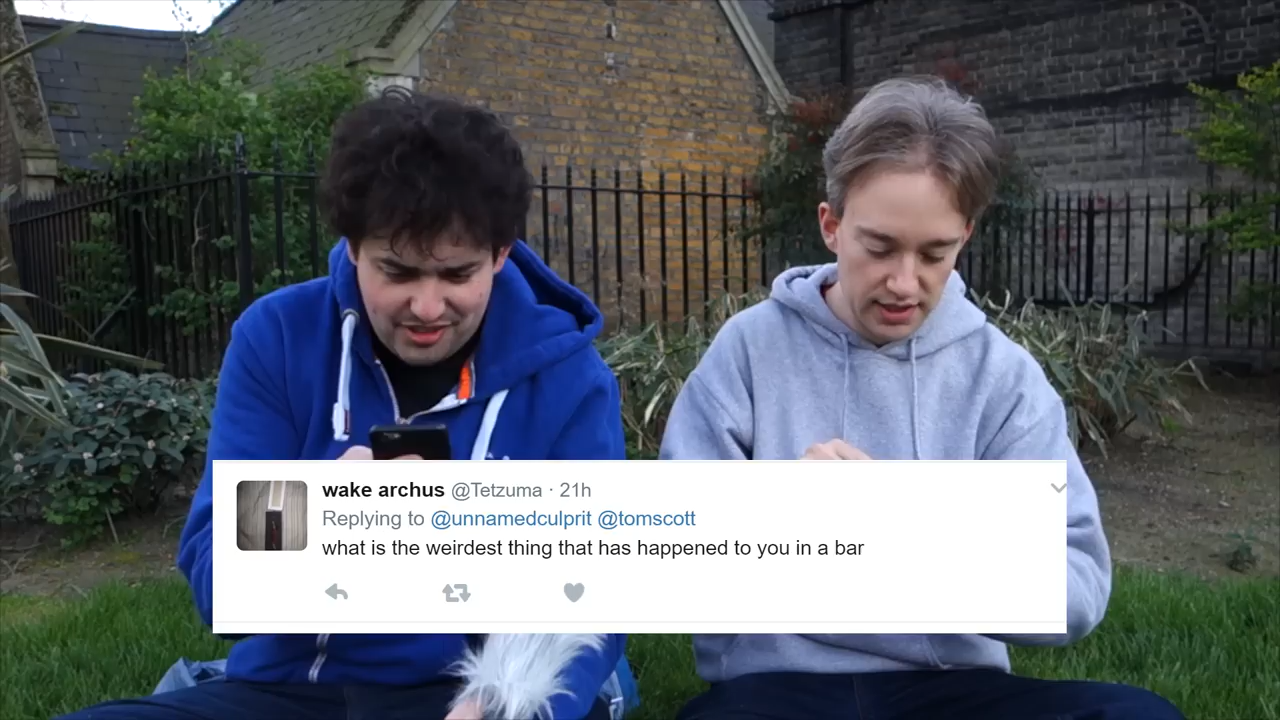 wake archus @Tetzuma · 21h
Replying to @unnamedculprit @tomscott
what is the weirdest thing that has happened to you in a bar